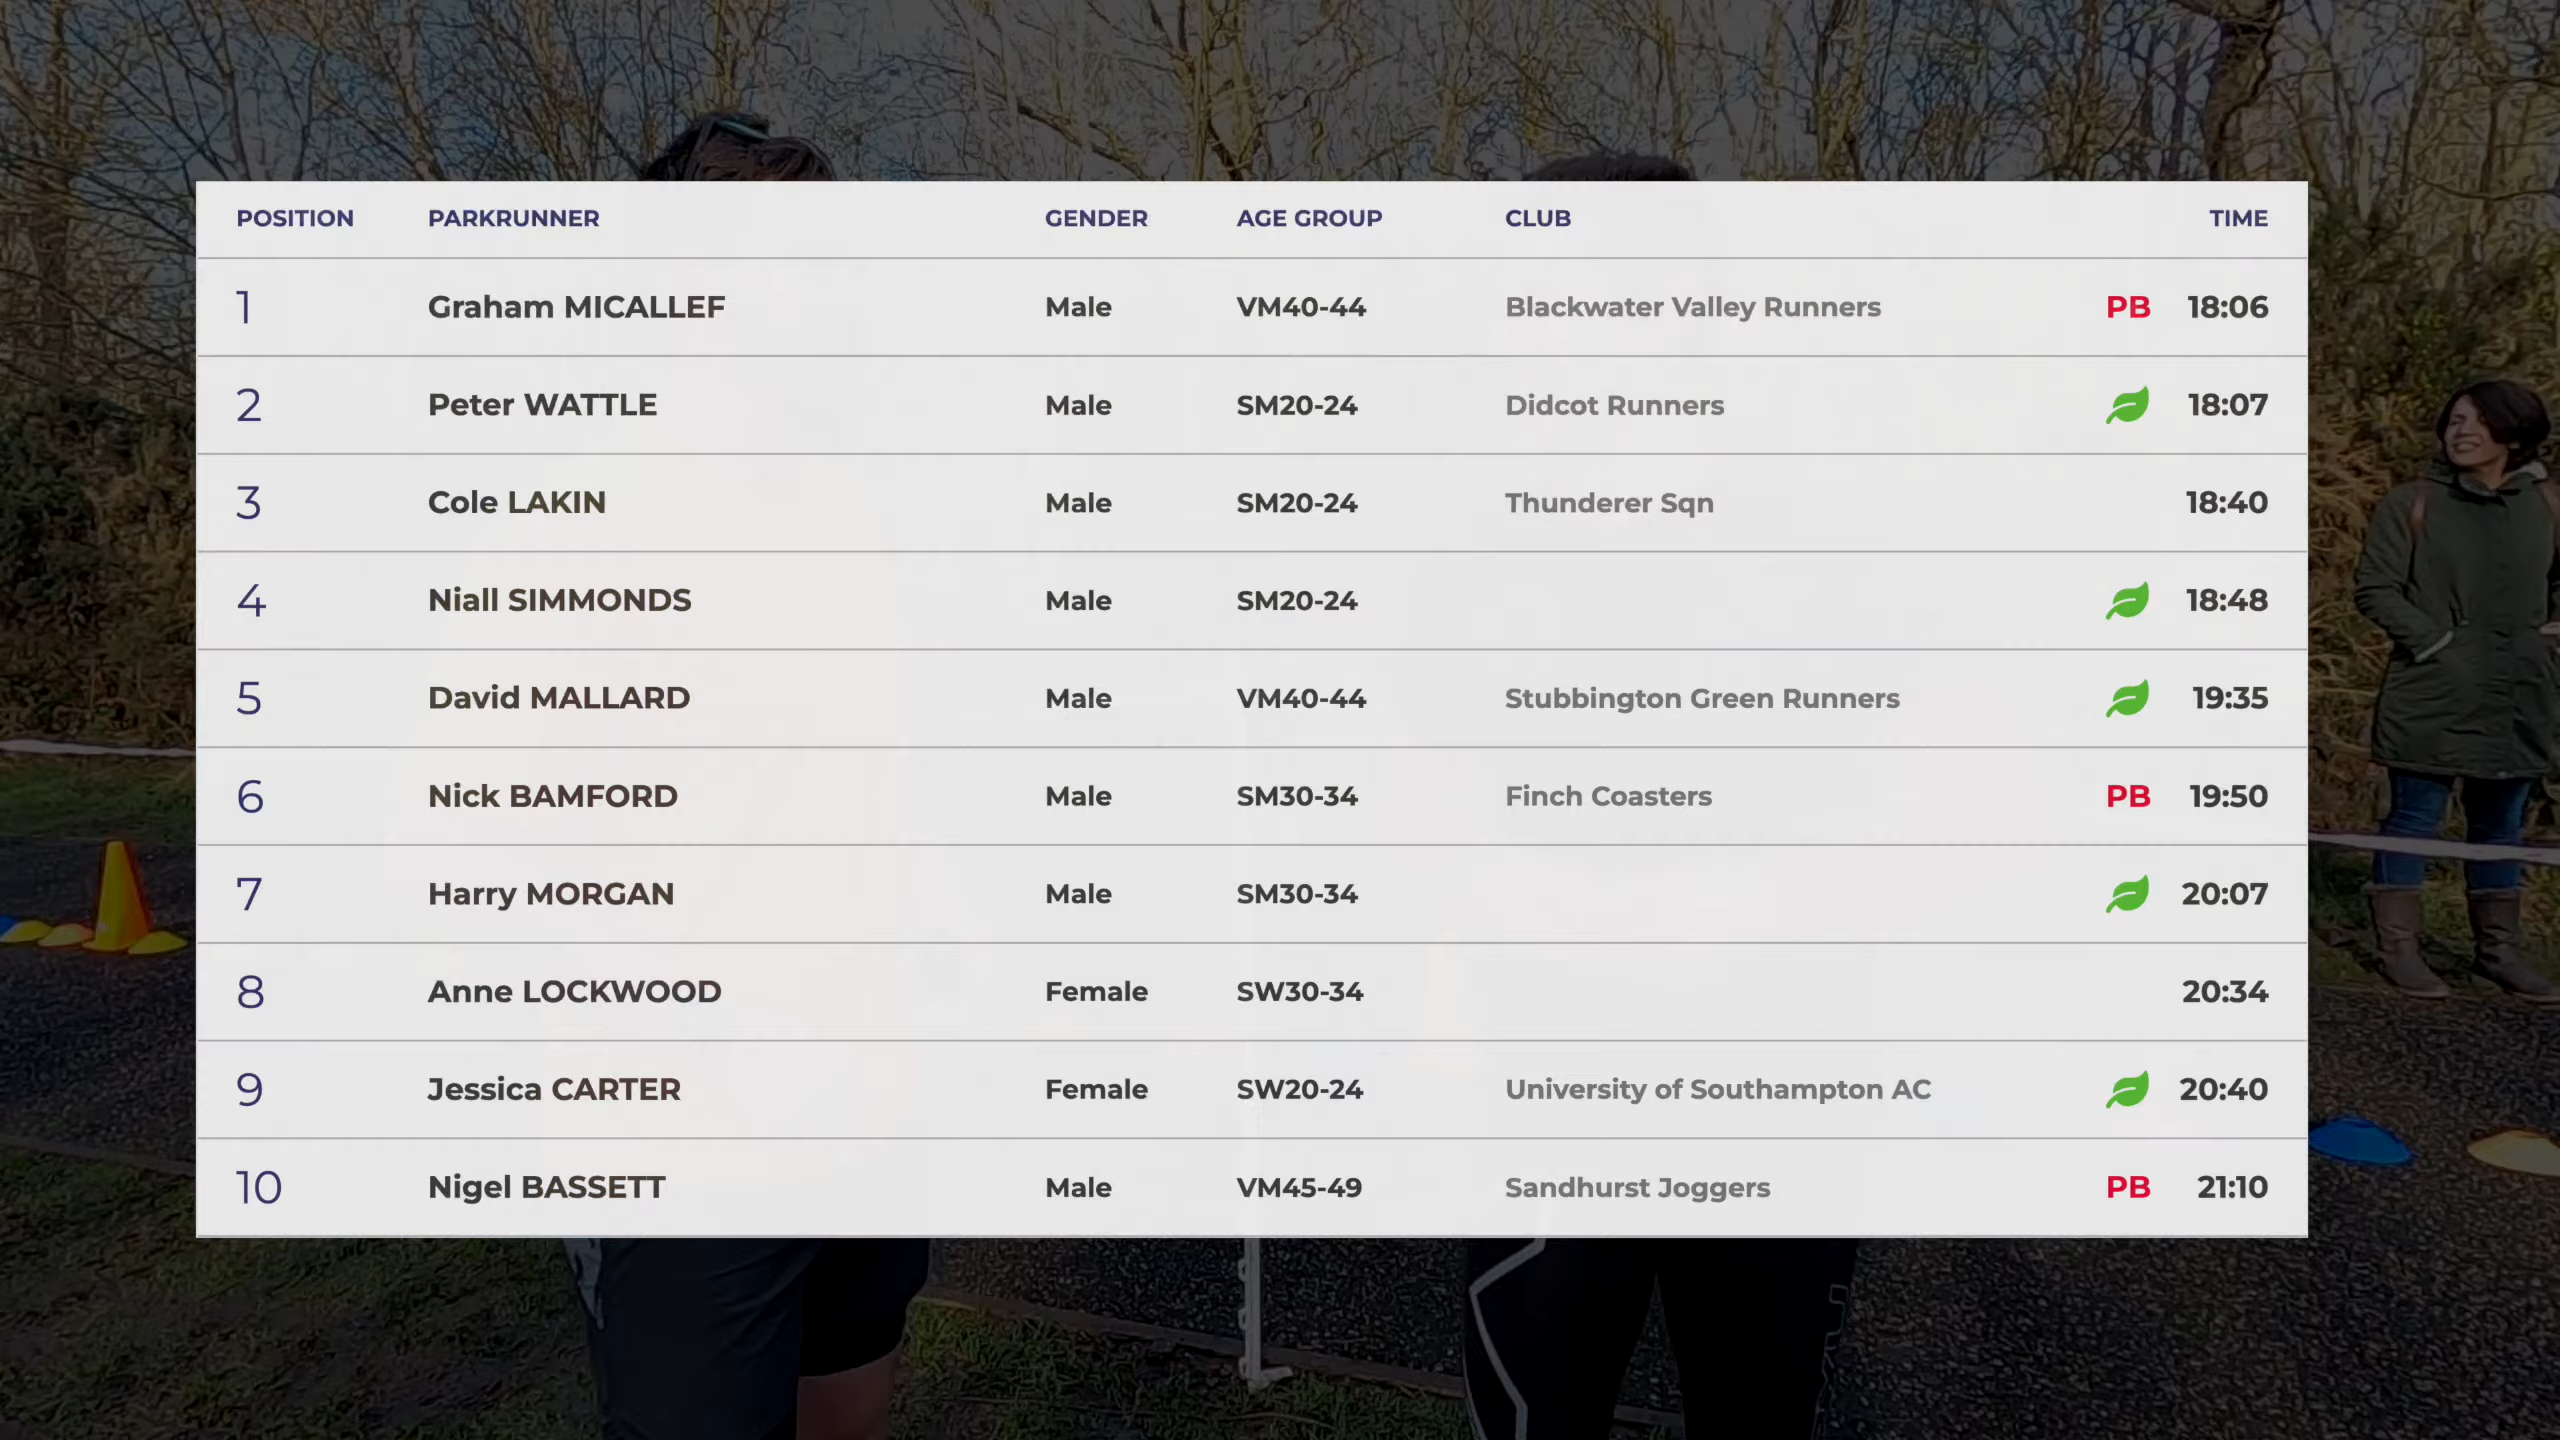 POSITION PARKRUNNER GENDER AGE GROUP CLUB TIME
1 Graham MICALLEF Male VM40-44 Blackwater Valley Runners PB 18:06
2 Peter WATTLE Male SM20-24 Didcot Runners 18:07
3 Cole LAKIN Male SM20-24 Thunderer Sqn 18:40
4 Niall SIMMONDS Male SM20-24 18:48
5 David MALLARD Male VM40-44 Stubbington Green Runners 19:35
6 Nick BAMFORD Male SM30-34 Finch Coasters PB 19:50
7 Harry MORGAN Male SM30-34 20:07
8 Anne LOCKWOOD Female SW30-34 20:34
9 Jessica CARTER Female SW20-24 University of Southampton AC 20:40
10 Nigel BASSETT Male VM45-49 Sandhurst Joggers PB 21:10